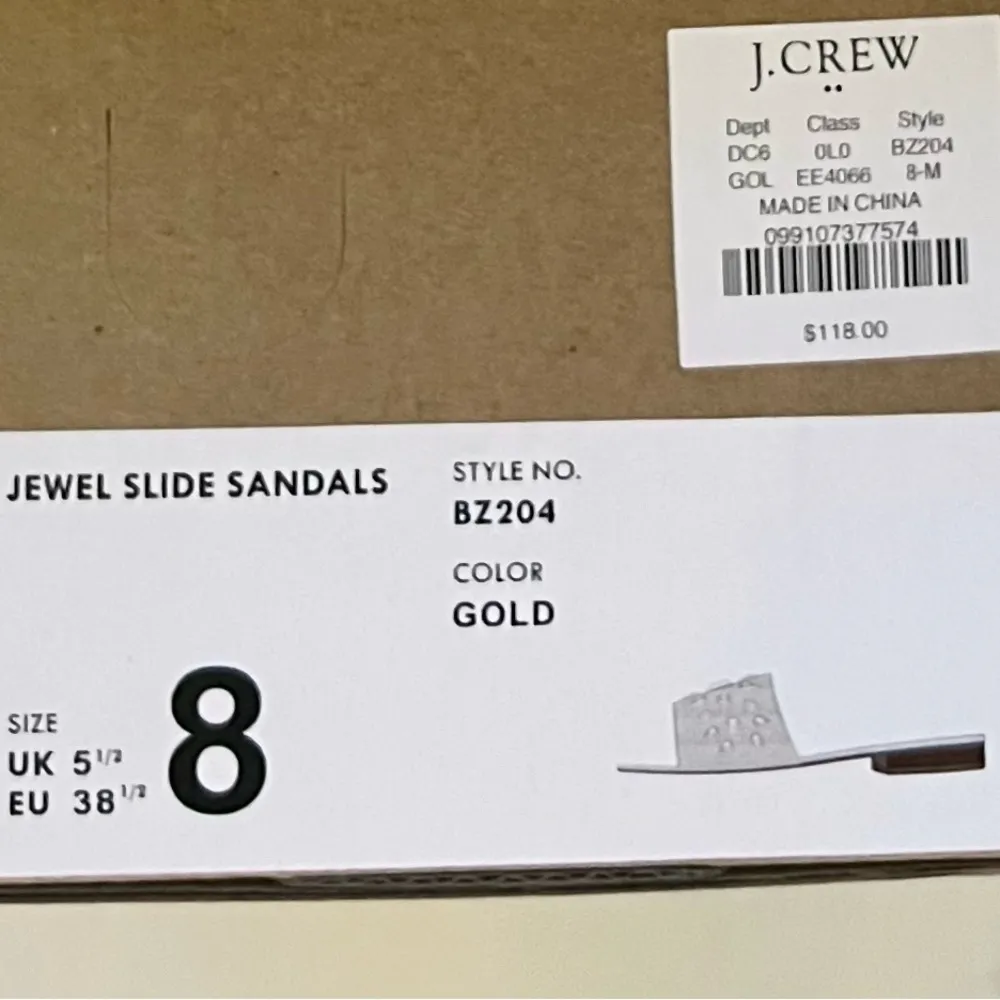 J.CREW
Dept Class Style
DC6 0L0 BZ204
GOL EE4066 8-M
MADE IN CHINA
099107377574
$118.00
JEWEL SLIDE SANDALS
STYLE NO.
BZ204
COLOR
GOLD
SIZE
UK 5 1/2
EU 38 1/2
8